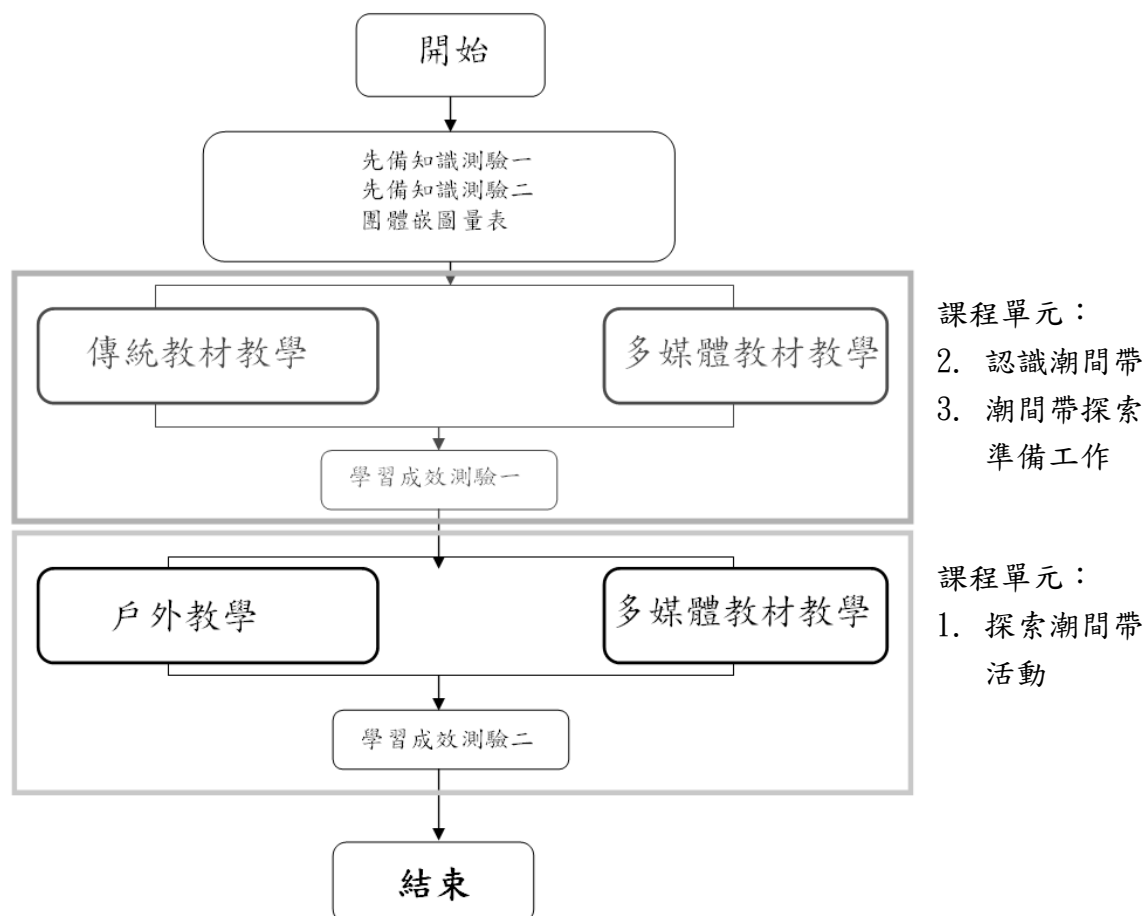 開始
先備知識測驗一
先備知識測驗二
團體嵌圖量表
傳統教材教學
多媒體教材教學
課程單元：
2. 認識潮間帶
3. 潮間帶探索
準備工作
學習成效測驗一
戶外教學
多媒體教材教學
課程單元：
1. 探索潮間帶
活動
學習成效測驗二
結束